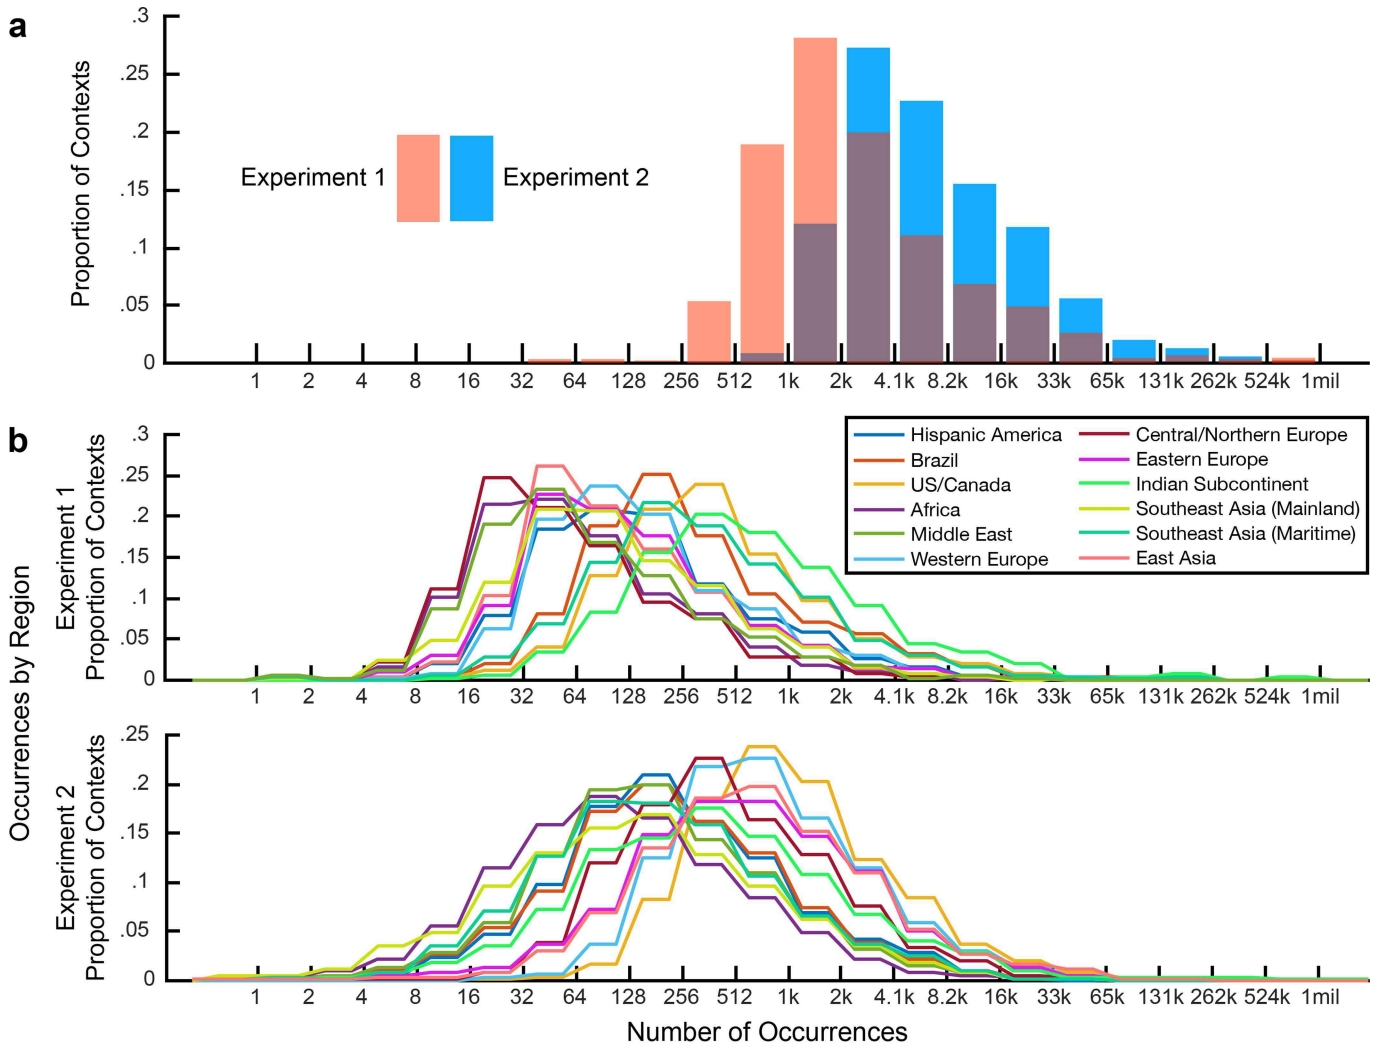 a
Proportion of Contexts
.3
.25
.2
.15
.1
.05
0
Experiment 1
Experiment 2
1 2 4 8 16 32 64 128 256 512 1k 2k 4.1k 8.2k 16k 33k 65k 131k 262k 524k 1mil
b
Occurrences by Region
Experiment 1
Proportion of Contexts
.3
.25
.2
.15
.1
.05
0
Hispanic America
Brazil
US/Canada
Africa
Middle East
Western Europe
Central/Northern Europe
Eastern Europe
Indian Subcontinent
Southeast Asia (Mainland)
Southeast Asia (Maritime)
East Asia
1 2 4 8 16 32 64 128 256 512 1k 2k 4.1k 8.2k 16k 33k 65k 131k 262k 524k 1mil
Experiment 2
Proportion of Contexts
.25
.2
.15
.1
.05
0
1 2 4 8 16 32 64 128 256 512 1k 2k 4.1k 8.2k 16k 33k 65k 131k 262k 524k 1mil
Number of Occurrences